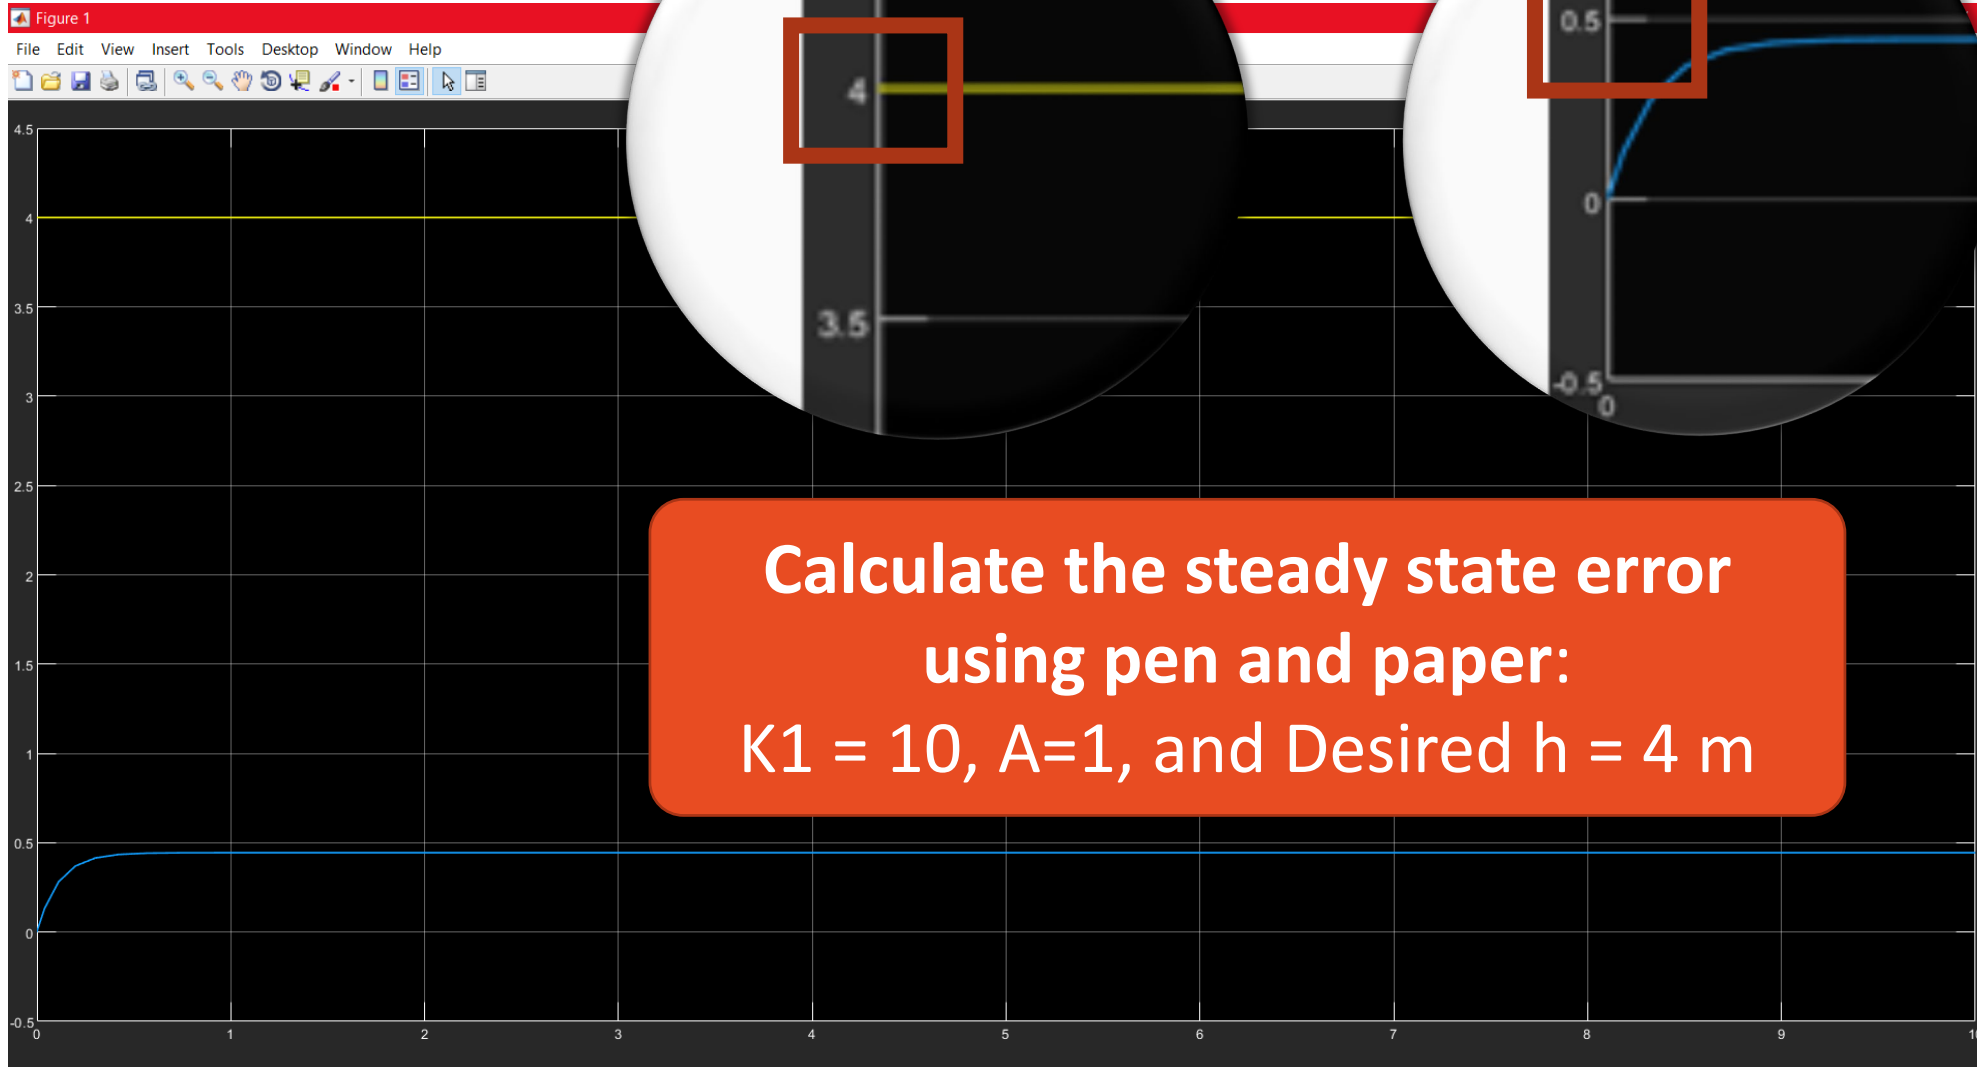 Figure 1
File Edit View Insert Tools Desktop Window Help
4
3.5
0.5
0
-0.5
0
4.5
4
3.5
3
2.5
2
1.5
1
0.5
0
-0.5
Calculate the steady state error
using pen and paper:
K1 = 10, A=1, and Desired h = 4 m
0 1 2 3 4 5 6 7 8 9